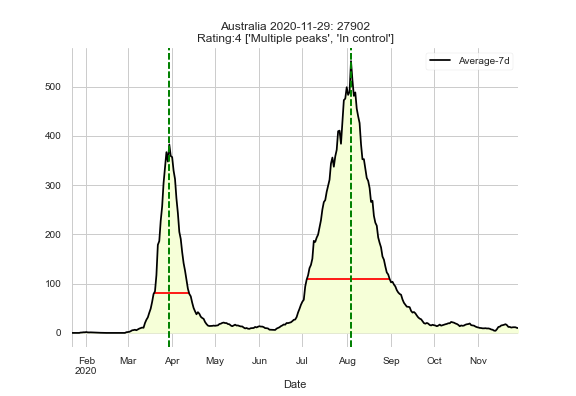 Australia 2020-11-29: 27902
Rating:4 ['Multiple peaks', 'In control']
Average-7d
500
400
300
200
100
0
Feb Mar Apr May Jun Jul Aug Sep Oct Nov
2020
Date